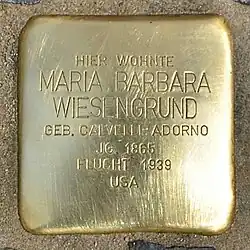 HIER WOHNTE
MARIA BARBARA
WIESENGRUND
GEB. CALVELLI-ADORNO
JG. 1865
FLUCHT 1939
USA